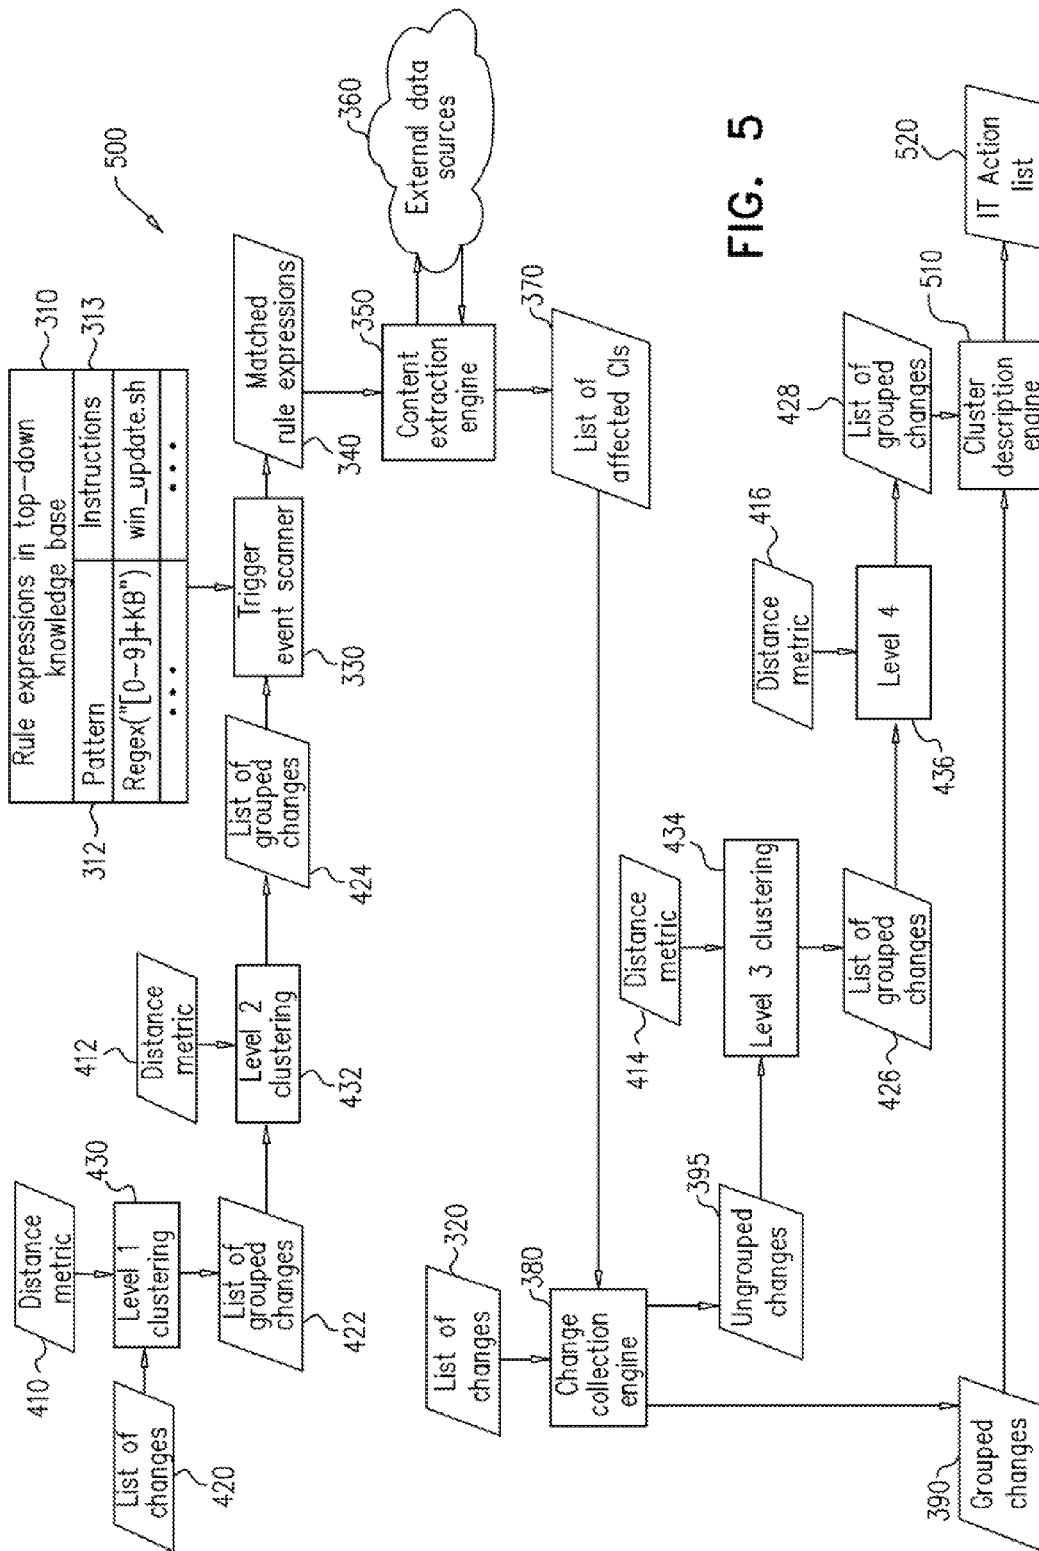 500
Rule expressions in top-down
knowledge base
310
Pattern
Instructions
312
313
Regex("[0-9]+KB")
win_update.sh
• • •
• • •
Distance
metric
410
List of
changes
420
Level 1
clustering
430
List of
grouped
changes
422
Distance
metric
412
Level 2
clustering
432
List of
grouped
changes
424
Trigger
event scanner
330
Matched
rule expressions
340
Content
extraction
engine
350
External data
sources
360
List of
affected CIs
370
List of
changes
320
Change
collection
engine
380
Ungrouped
changes
395
Grouped
changes
390
Distance
metric
414
Level 3 clustering
434
List of
grouped
changes
426
Distance
metric
416
Level 4
436
List of
grouped
changes
428
Cluster
description
engine
510
IT Action
list
520
FIG. 5